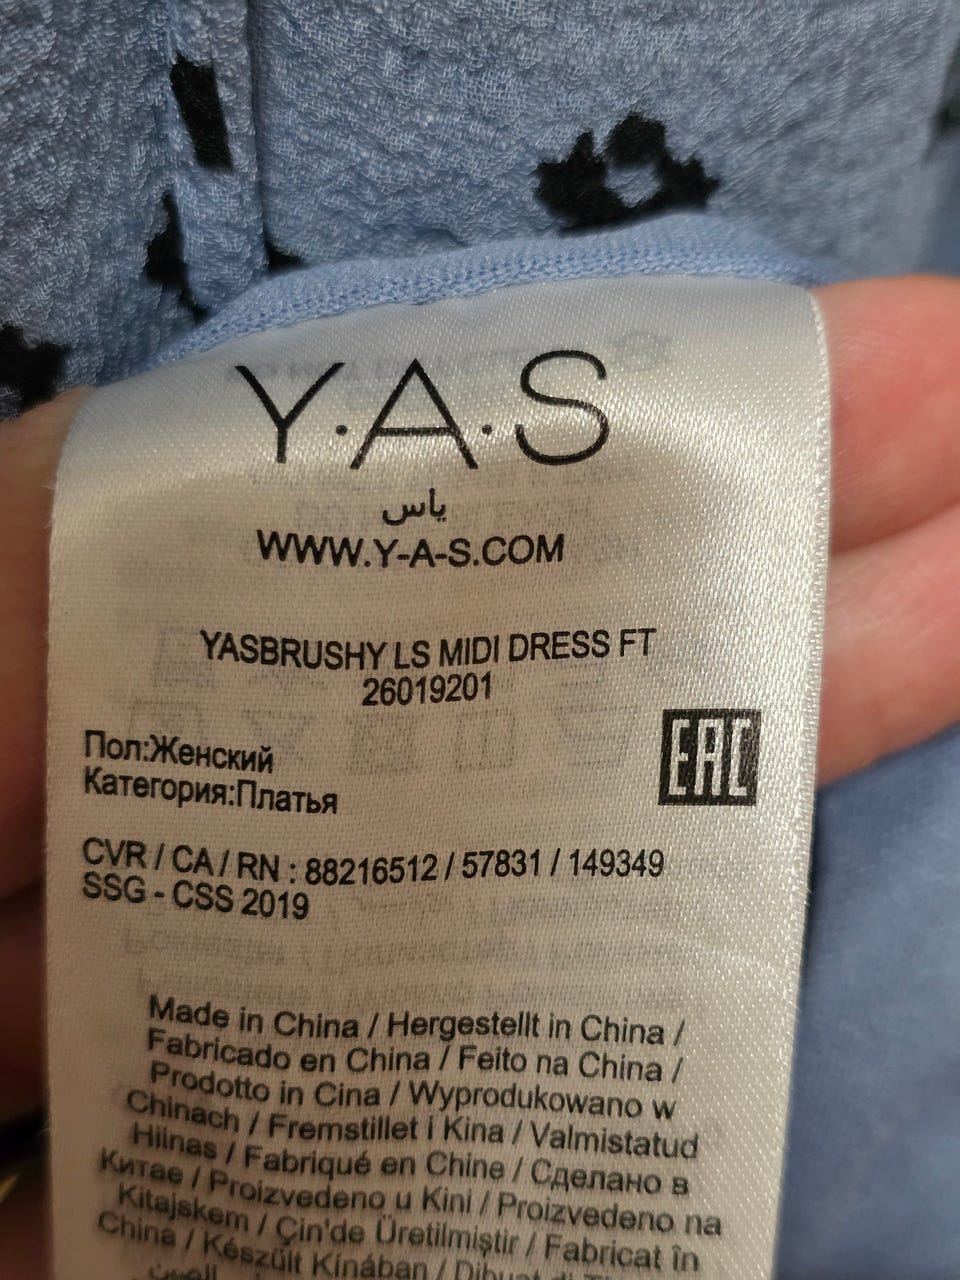 Y.A.S
ياس
WWW.Y-A-S.COM
YASBRUSHY LS MIDI DRESS FT
26019201
Пол:Женский
Категория:Платья
EAC
CVR / CA / RN : 88216512 / 57831 / 149349
SSG - CSS 2019
Made in China / Hergestellt in China /
Fabricado en China / Feito na China /
Prodotto in Cina / Wyprodukowano w
Chinach / Fremstillet i Kina / Valmistatud
Hiinas / Fabriqué en Chine / Сделано в
Китае / Proizvedeno u Kini / Proizvedeno na
Kitajskem / Çin'de Üretilmiştir / Fabricat în
China / Készült Kínában / Dibuat di